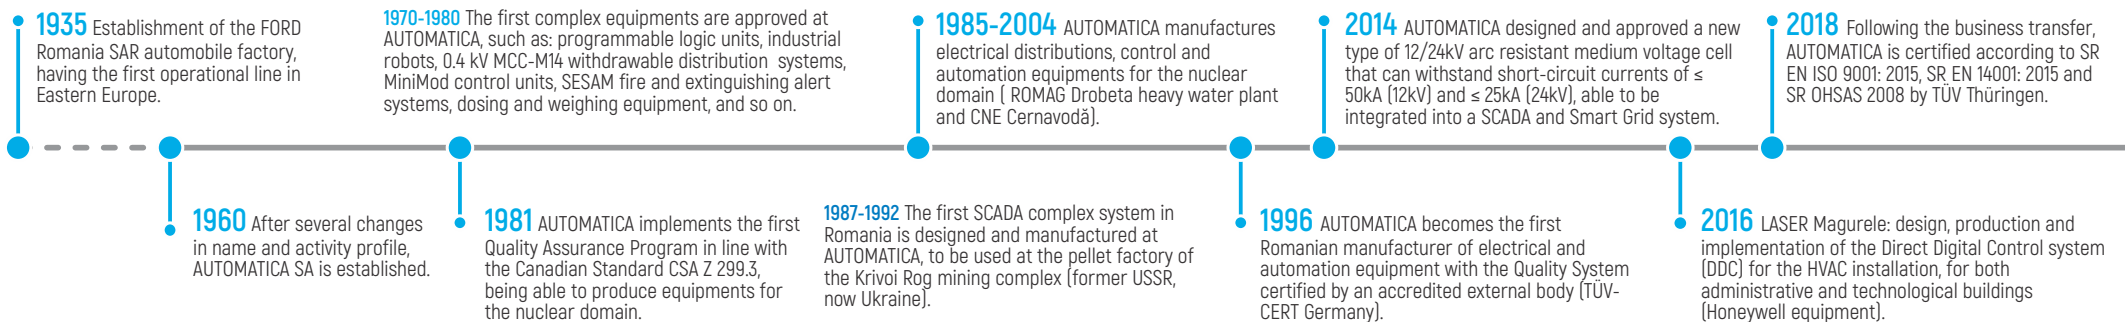 1935 Establishment of the FORD
Romania SAR automobile factory,
having the first operational line in
Eastern Europe.
1970-1980 The first complex equipments are approved at
AUTOMATICA, such as: programmable logic units, industrial
robots, 0.4 kV MCC-M14 withdrawable distribution systems,
MiniMod control units, SESAM fire and extinguishing alert
systems, dosing and weighing equipment, and so on.
1985-2004 AUTOMATICA manufactures
electrical distributions, control and
automation equipments for the nuclear
domain ( ROMAG Drobeta heavy water plant
and CNE Cernavodă).
2014 AUTOMATICA designed and approved a new
type of 12/24kV arc resistant medium voltage cell
that can withstand short-circuit currents of ≤
50kA (12kV) and ≤ 25kA (24kV), able to be
integrated into a SCADA and Smart Grid system.
2018 Following the business transfer,
AUTOMATICA is certified according to SR
EN ISO 9001: 2015, SR EN 14001: 2015 and
SR OHSAS 2008 by TÜV Thüringen.
1960 After several changes
in name and activity profile,
AUTOMATICA SA is established.
1981 AUTOMATICA implements the first
Quality Assurance Program in line with
the Canadian Standard CSA Z 299.3,
being able to produce equipments for
the nuclear domain.
1987-1992 The first SCADA complex system in
Romania is designed and manufactured at
AUTOMATICA, to be used at the pellet factory of
the Krivoi Rog mining complex (former USSR,
now Ukraine).
1996 AUTOMATICA becomes the first
Romanian manufacturer of electrical and
automation equipment with the Quality System
certified by an accredited external body (TÜV-
CERT Germany).
2016 LASER Magurele: design, production and
implementation of the Direct Digital Control system
(DDC) for the HVAC installation, for both
administrative and technological buildings
(Honeywell equipment).